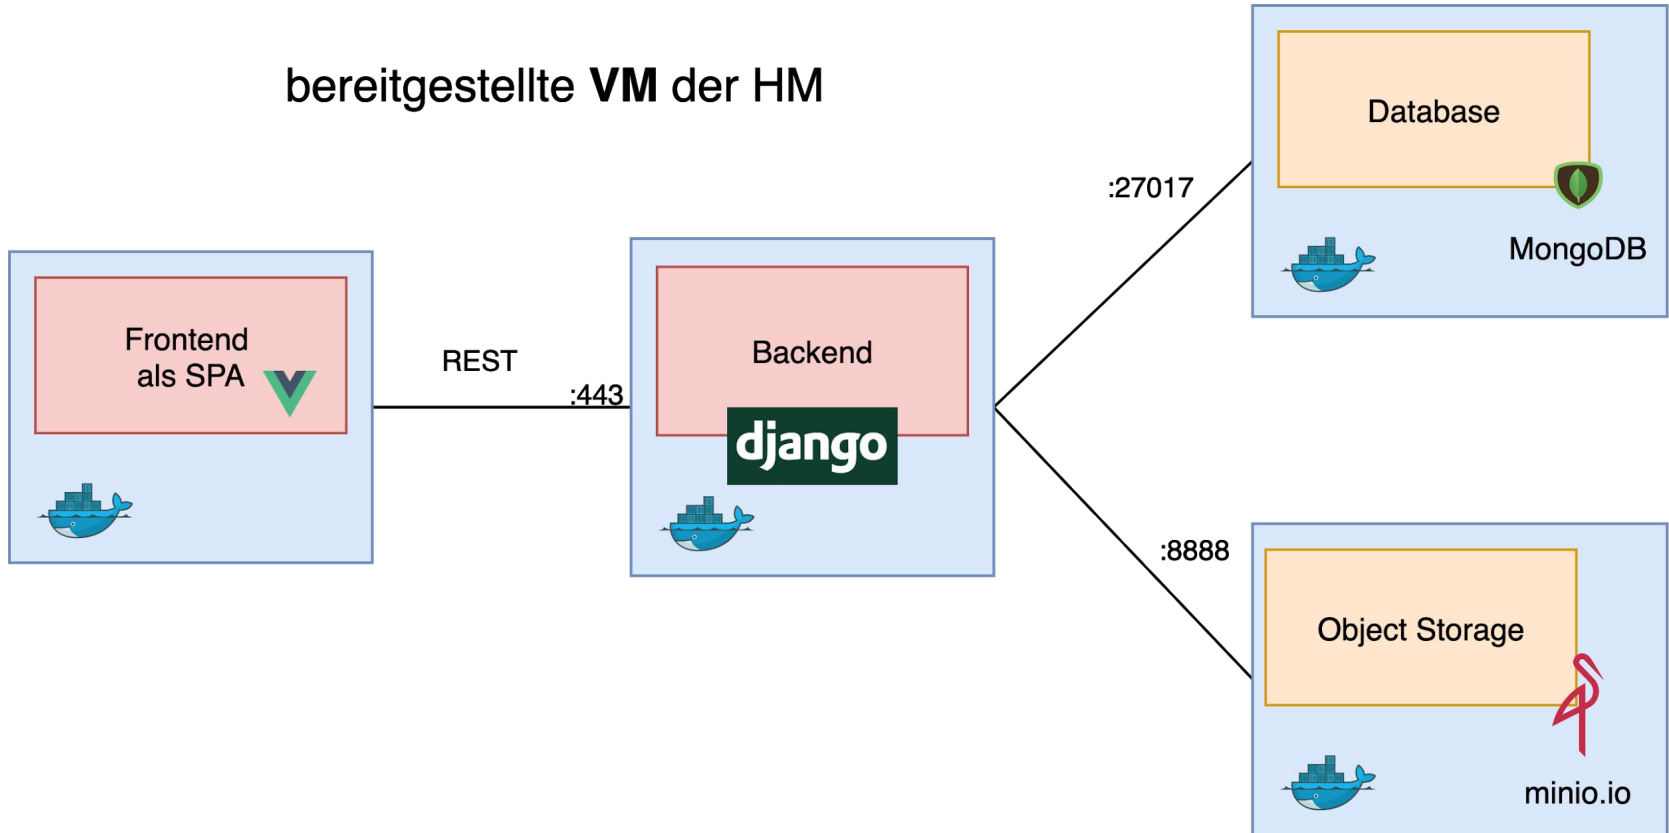 bereitgestellte VM der HM
Frontend
als SPA
REST
:443
Backend
django
:27017
Database
MongoDB
:8888
Object Storage
minio.io